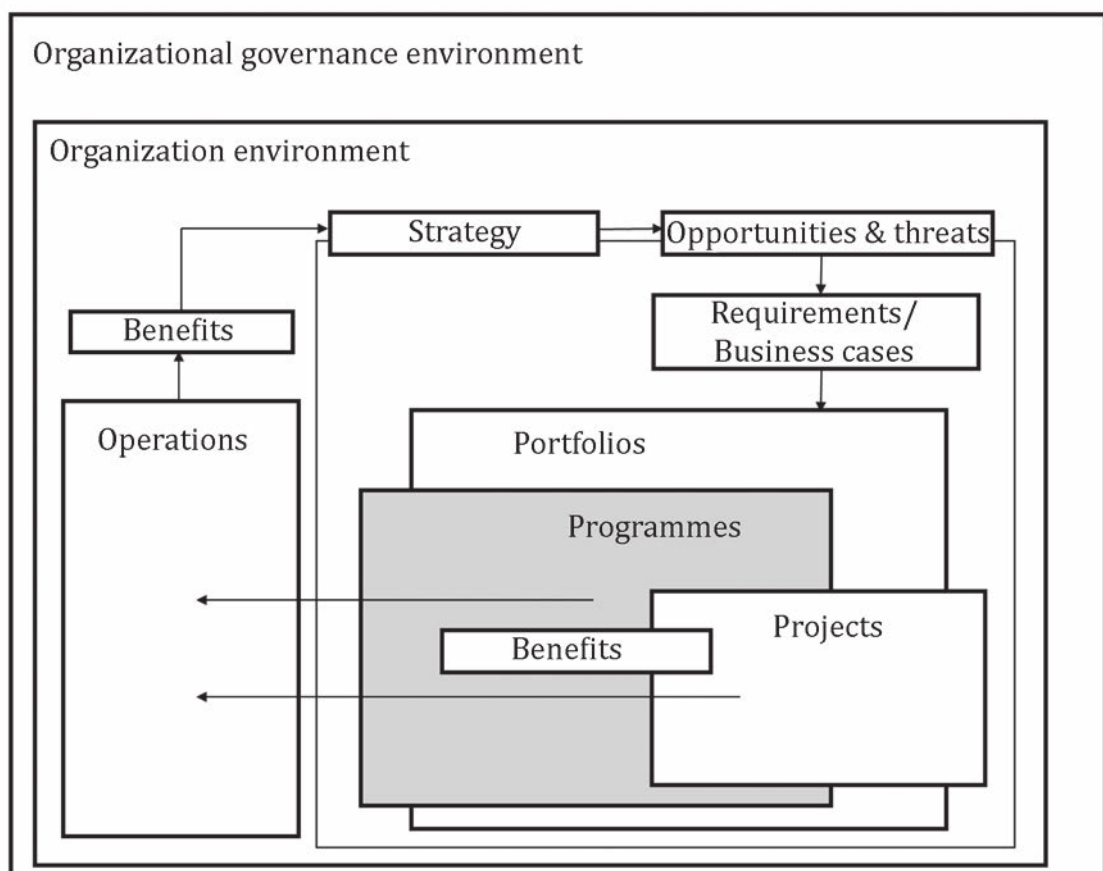 Organizational governance environment
Organization environment
Strategy
Opportunities & threats
Benefits
Requirements/
Business cases
Operations
Portfolios
Programmes
Projects
Benefits